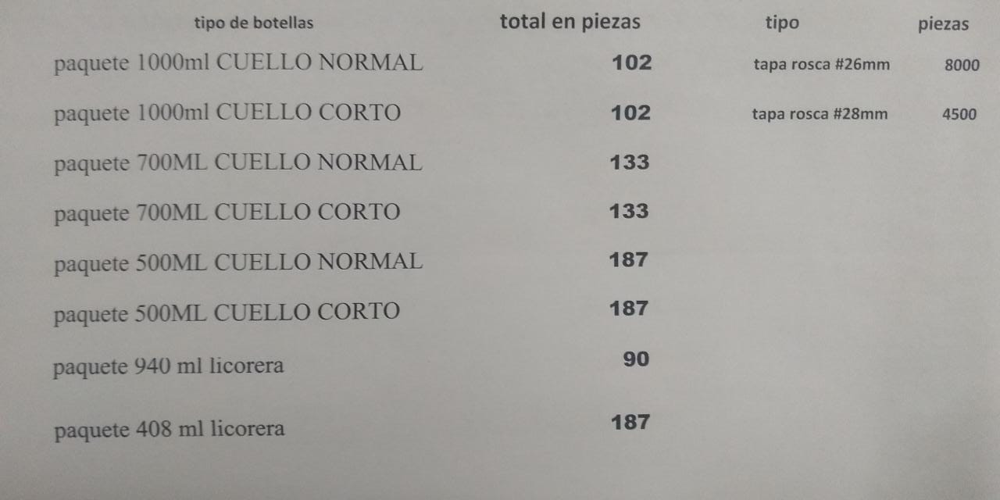 tipo de botellas total en piezas tipo piezas
paquete 1000ml CUELLO NORMAL 102 tapa rosca #26mm 8000
paquete 1000ml CUELLO CORTO 102 tapa rosca #28mm 4500
paquete 700ML CUELLO NORMAL 133
paquete 700ML CUELLO CORTO 133
paquete 500ML CUELLO NORMAL 187
paquete 500ML CUELLO CORTO 187
paquete 940 ml licorera 90
paquete 408 ml licorera 187